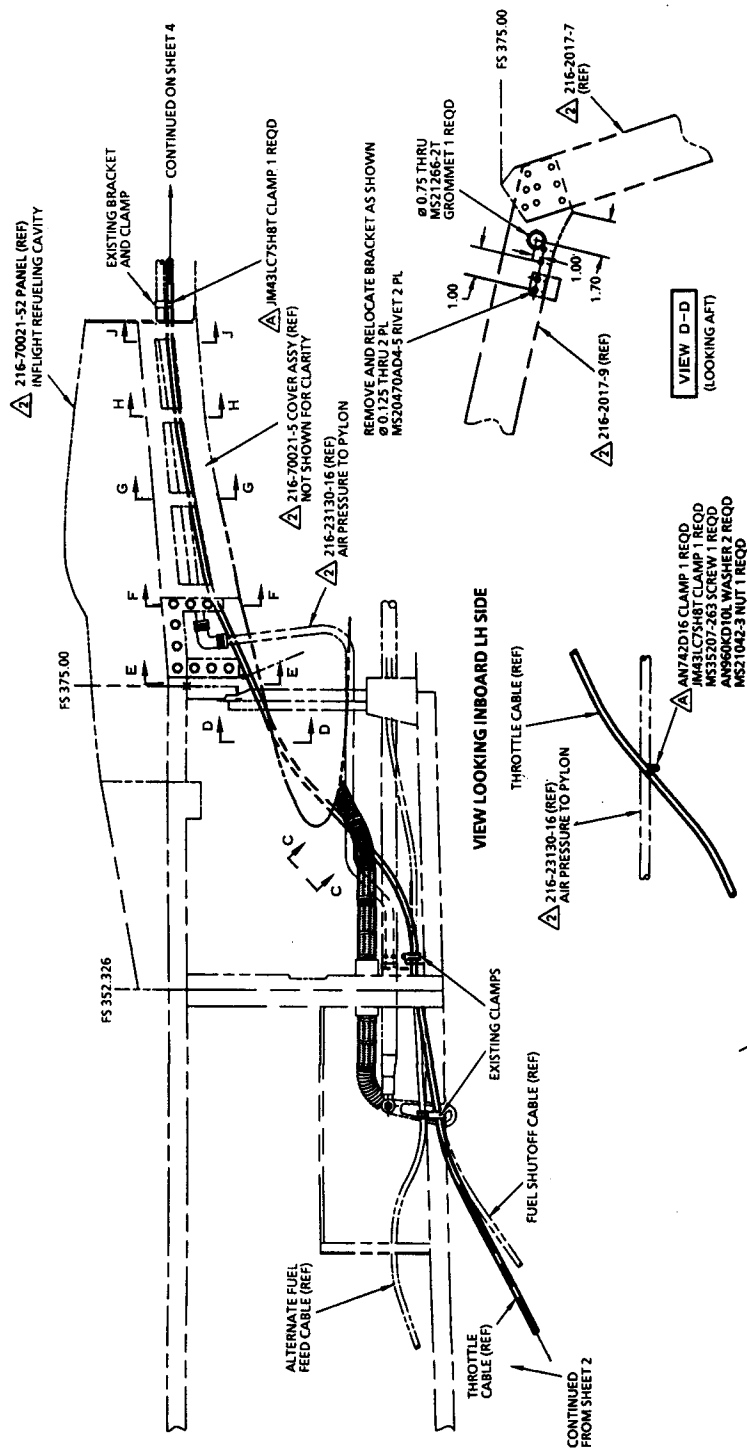 2 216-70021-52 PANEL (REF)
INFLIGHT REFUELING CAVITY
EXISTING BRACKET
AND CLAMP
CONTINUED ON SHEET 4
A JM43LC7SH8T CLAMP 1 REQD
2 216-70021-5 COVER ASSY (REF)
NOT SHOWN FOR CLARITY
2 216-23130-16 (REF)
AIR PRESSURE TO PYLON
J
J
H
H
G
G
F
F
E
E
D
D
C
C
FS 375.00
FS 352.326
EXISTING CLAMPS
FUEL SHUTOFF CABLE (REF)
ALTERNATE FUEL
FEED CABLE (REF)
THROTTLE
CABLE (REF)
CONTINUED
FROM SHEET 2
VIEW LOOKING INBOARD LH SIDE
REMOVE AND RELOCATE BRACKET AS SHOWN
ø 0.125 THRU 2 PL
MS20470AD4-5 RIVET 2 PL
ø 0.75 THRU
MS21266-2T
GROMMET 1 REQD
FS 375.00
2 216-2017-7
(REF)
1.00
1.00
1.70
2 216-2017-9 (REF)
VIEW D-D
(LOOKING AFT)
THROTTLE CABLE (REF)
2 216-23130-16 (REF)
AIR PRESSURE TO PYLON
A AN742D16 CLAMP 1 REQD
JM43LC7SH8T CLAMP 1 REQD
MS35207-263 SCREW 1 REQD
AN960KD10L WASHER 2 REQD
MS21042-3 NUT 1 REQD